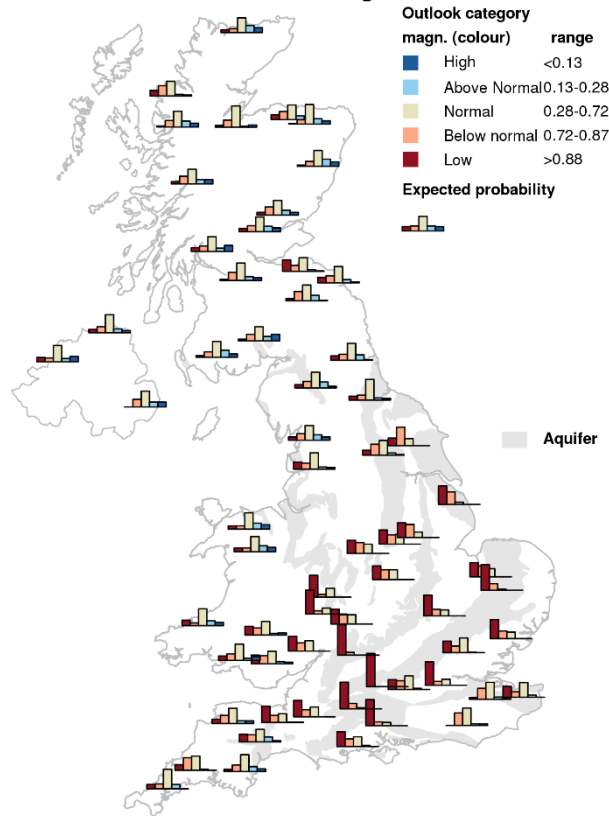 Outlook category
magn. (colour) range
High <0.13
Above Normal 0.13-0.28
Normal 0.28-0.72
Below normal 0.72-0.87
Low >0.88
Expected probability
Aquifer